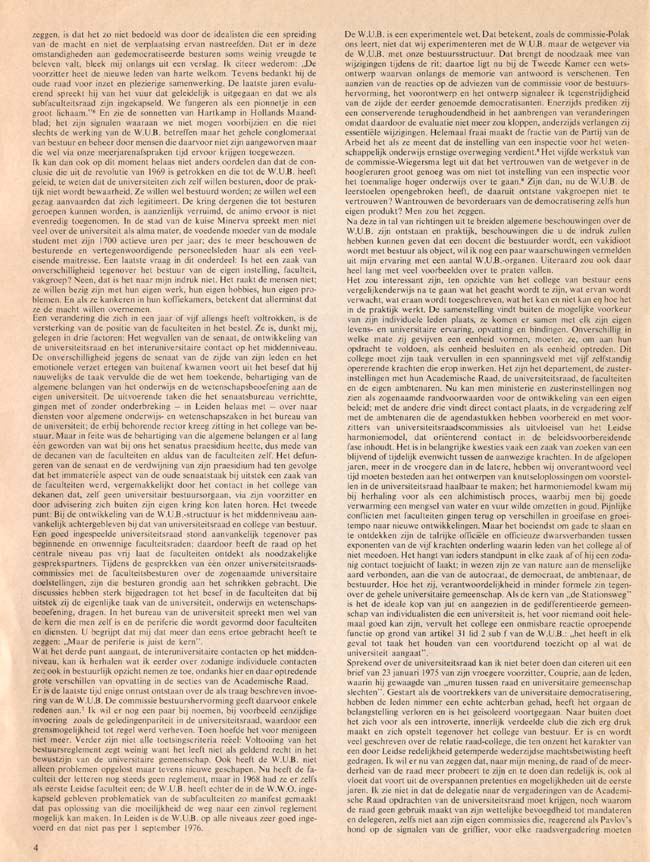 zeggen, is dat het zo niet bedoeld was door de idealisten die een spreiding
van de macht en niet de verplaatsing ervan nastreefden. Dat er in deze
omstandigheden aan gedemocratiseerde besturen soms weinig vreugde te
beleven valt, bleek mij onlangs uit een verslag. Ik citeer wederom: „De
voorzitter heet de nieuwe leden van harte welkom. Tevens bedankt hij de
oude raad voor inzet en plezierige samenwerking. De laatste jaren evalu-
erend spreekt hij van het vuur dat geleidelijk is uitgegaan en dat we als
subfaculteitsraad zijn ingekapseld. We fungeren als een pionnetje in een
groot lichaam."⁶ En zie de sonnetten van Hartkamp in Hollands Maand-
blad; het zijn signalen waaraan we niet mogen voorbijzien en die niet
slechts de werking van de W.U.B. betreffen maar het gehele conglomeraat
van bestuur en beheer door mensen die daarvoor niet zijn aangeworven maar
die wel via onze meerjarenafspraken tijd ervoor krijgen toegewezen.
Ik kan dan ook op dit moment helaas niet anders oordelen dan dat de con-
clusie die uit de revolutie van 1969 is getrokken en die tot de W.U.B. heeft
geleid, te weten dat de universiteiten zich zelf willen besturen, door de prak-
tijk niet wordt bewaarheid. Ze willen wel bestuurd worden; ze willen wel een
gezag aanvaarden dat zich legitimeert. De kring dergenen die tot besturen
geroepen kunnen worden, is aanzienlijk verruimd, de animo ervoor is niet
evenredig toegenomen. In de stad van de kuise Minerva spreekt men niet
veel over de universiteit als alma mater, de voedende moeder van de modale
student met zijn 1700 actieve uren per jaar; des te meer beschouwen de
besturende en vertegenwoordigende personeelsleden haar als een veel-
eisende maitresse. Een laatste vraag in dit onderdeel: Is het een zaak van
onverschilligheid tegenover het bestuur van de eigen instelling, faculteit,
vakgroep? Neen, dat is het naar mijn indruk niet. Het raakt de mensen niet;
ze willen bezig zijn met hun eigen werk, hun eigen hobbies, hun eigen pro-
blemen. En als ze kankeren in hun koffiekamers, betekent dat allerminst dat
ze de macht willen overnemen.
Een verandering die zich in een jaar of vijf allengs heeft voltrokken, is de
versterking van de positie van de faculteiten in het bestel. Ze is, dunkt mij,
gelegen in drie factoren: Het wegvallen van de senaat, de ontwikkeling van
de universiteitsraad en het interuniversitaire contact op het middenniveau.
De onverschilligheid jegens de senaat van de zijde van zijn leden en het
emotionele verzet ertegen van buitenaf kwamen voort uit het besef dat hij
nauwelijks de taak vervulde die de wet hem toekende, behartiging van de
algemene belangen van het onderwijs en de wetenschapsbeoefening aan de
eigen universiteit. De uitvoerende taken die het senaatsbureau verrichtte,
gingen met of zonder onderbreking – in Leiden helaas met – over naar
diensten voor algemene onderwijs- en wetenschapszaken in het bureau van
de universiteit; de erbij behorende rector kreeg zitting in het college van be-
stuur. Maar in feite was de behartiging van die algemene belangen er al lang
één geworden van wat bij ons het senatus praesidium heette, dus mede van
de decanen van de faculteiten en aldus van de faculteiten zelf. Het defun-
geren van de senaat en de verdwijning van zijn praesidium had ten gevolge
dat het immateriële aspect van de oude senaatstaak bij uitstek een zaak van
de faculteiten werd, vergemakkelijkt door het contact in het college van
dekanen dat, zelf geen universitair bestuursorgaan, via zijn voorzitter en
door advisering zich buiten zijn eigen kring kon laten horen. Het tweede
punt: Bij de ontwikkeling van de W.U.B.-structuur is het middenniveau aan-
vankelijk achtergebleven bij dat van universiteitsraad en college van bestuur.
Een goed ingespeelde universiteitsraad stond aanvankelijk tegenover pas
beginnende en onwennige faculteitsraden; daardoor heeft de raad op het
centrale niveau pas vrij laat de faculteiten ontdekt als noodzakelijke
gesprekspartners. Tijdens de gesprekken van één onzer universiteitsraads-
commissies met de faculteitsbesturen over de zogenaamde universitaire
doelstellingen, zijn die besturen grondig aan het schrikken gebracht. Die
discussies hebben sterk bijgedragen tot het besef in de faculteiten dat bij
uitstek zij de eigenlijke taak van de universiteit, onderwijs en wetenschaps-
beoefening, dragen. In het bureau van de universiteit spreekt men wel van
de kern die men zelf is en de periferie die wordt gevormd door faculteiten
en diensten. U begrijpt dat mij dat meer dan eens ertoe gebracht heeft te
zeggen: „Maar de periferie is juist de kern".
Wat het derde punt aangaat, de interuniversitaire contacten op het midden-
niveau, kan ik herhalen wat ik eerder over zodanige individuele contacten
zei; ook in bestuurlijk opzicht nemen ze toe, ondanks hier en daar optredende
grote verschillen van opvatting in de secties van de Academische Raad.
Er is de laatste tijd enige onrust ontstaan over de als traag beschreven invoe-
ring van de W.U.B. De commissie bestuurshervorming geeft daarvoor enkele
redenen aan.⁷ Ik wil er nog een paar bij noemen, bij voorbeeld eenzijdige
invoering zoals de geledingenpariteit in de universiteitsraad, waardoor een
grensmogelijkheid tot regel werd verheven. Toen hoefde het voor menigeen
niet meer. Verder zijn niet alle toetsingscriteria reëel: Voltooiing van het
bestuursreglement zegt weinig want het leeft niet als geldend recht in het
bewustzijn van de universitaire gemeenschap. Ook heeft de W.U.B. niet
alleen problemen opgelost maar tevens nieuwe geschapen. Nu heeft de fa-
culteit der letteren nog steeds geen reglement, maar in 1968 had ze er zelfs
als eerste Leidse faculteit een; de W.U.B. heeft echter de in de W.W.O. inge-
kapseld gebleven problematiek van de subfaculteiten zo manifest gemaakt
dat pas oplossing van die moeilijkheid de weg naar een zinvol reglement
mogelijk kan maken. In Leiden is de W.U.B. op alle niveaus zeer goed inge-
voerd en dat niet pas per 1 september 1976.
De W.U.B. is een experimentele wet. Dat betekent, zoals de commissie-Polak
ons leert, niet dat wij experimenteren met de W.U.B. maar de wetgever via
de W.U.B. met onze bestuursstructuur. Dat brengt de noodzaak mee van
wijzigingen tijdens de rit; daartoe ligt nu bij de Tweede Kamer een wets-
ontwerp waarvan onlangs de memorie van antwoord is verschenen. Ten
aanzien van de reacties op de adviezen van de commissie voor de bestuurs-
hervorming, het voorontwerp en het ontwerp signaleer ik tegenstrijdigheid
van de zijde der eerder genoemde democratisanten. Enerzijds prediken zij
een conserverende terughoudendheid in het aanbrengen van veranderingen
omdat daardoor de evaluatie niet meer zou kloppen, anderzijds verlangen zij
essentiële wijzigingen. Helemaal fraai maakt de fractie van de Partij van de
Arbeid het als ze meent dat de instelling van een inspectie voor het weten-
schappelijk onderwijs ernstige overweging verdient.⁸ Het vijfde werkstuk van
de commissie-Wiegersma legt uit dat het vertrouwen van de wetgever in de
hoogleraren groot genoeg was om niet tot instelling van een inspectie voor
het toenmalige hoger onderwijs over te gaan.⁹ Zijn dan, nu de W.U.B. de
leerstoelen opengebroken heeft, de daaruit ontstane vakgroepen niet te
vertrouwen? Wantrouwen de bevorderaars van de democratisering zelfs hun
eigen produkt? Men zou het zeggen.
Na deze in tal van richtingen uit te breiden algemene beschouwingen over de
W.U.B. zijn ontstaan en praktijk, beschouwingen die u de indruk zullen
hebben kunnen geven dat een docent die bestuurder wordt, een vakidioot
wordt met bestuur als object, wil ik nog een paar waarschuwingen vermelden
uit mijn ervaring met een aantal W.U.B.-organen. Uiteraard zou ook daar
heel lang met veel voorbeelden over te praten vallen.
Het zou interessant zijn, ten opzichte van het college van bestuur eens
vergelijkenderwijs na te gaan wat het geacht wordt te zijn, wat ervan wordt
verwacht, wat eraan wordt toegeschreven, wat het kan en niet kan en hoe het
in de praktijk werkt. De samenstelling vindt buiten de mogelijke voorkeur
van zijn individuele leden plaats, ze komen er samen met elk zijn eigen
levens- en universitaire ervaring, opvatting en bindingen. Onverschillig in
welke mate zij gevijven een eenheid vormen, moeten ze, om aan hun
opdracht te voldoen, als eenheid besluiten en als eenheid optreden. Dit
college moet zijn taak vervullen in een spanningsveld met vijf zelfstandig
opererende krachten die erop inwerken. Het zijn het departement, de zuster-
instellingen met hun Academische Raad, de universiteitsraad, de faculteiten
en de eigen ambtenaren. Nu kan men ministerie en zusterinstellingen nog
zien als zogenaamde randvoorwaarden voor de ontwikkeling van een eigen
beleid; met de andere drie vindt direct contact plaats, in de vergadering zelf
met de ambtenaren die de agendastukken hebben voorbereid en met voor-
zitters van universiteitsraadscommissies als uitvloeisel van het Leidse
harmoniemodel, dat oriënterend contact in de beleidsvoorbereidende
fase inhoudt. Het is in belangrijke kwesties vaak een zaak van zoeken van een
blijvend of tijdelijk evenwicht tussen de aanwezige krachten. In de afgelopen
jaren, meer in de vroegere dan in de latere, hebben wij onverantwoord veel
tijd moeten besteden aan het ontwerpen van knutseloplossingen om voorstel-
len in de universiteitsraad haalbaar te maken; het harmoniemodel kwam mij
bij herhaling voor als een alchimistisch proces, waarbij men bij goede
verwarming een mengsel van water en vuur wilde omzetten in goud. Pijnlijke
conflicten met faculteiten gingen terug op verschillen in groeifase en groei-
tempo naar nieuwe ontwikkelingen. Maar het boeiendst om gade te slaan en
te ontdekken zijn de talrijke officiële en officieuze dwarsverbanden tussen
exponenten van de vijf krachten onderling waarin leden van het college al of
niet meedoen. Het hangt van ieders standpunt in elke zaak af of hij een zoda-
nig contact toejuicht of laakt; in wezen zijn ze van nature aan de menselijke
aard verbonden, aan die van de autocraat, de democraat, de ambtenaar, de
bestuurder. Hoe het zij, verantwoordelijkheid in minder formele zin tegen-
over de gehele universitaire gemeenschap. Als de kern van „de Stationsweg"
is het de ideale kop van jut en aangezien in de gedifferentieerde gemeen-
schap van individualisten die een universiteit is, het voor niemand ooit hele-
maal goed kan zijn, vervult het college een onmisbare reactie oproepende
functie op grond van artikel 31 lid 2 sub f van de W.U.B.: „het heeft in elk
geval tot taak het houden van een voortdurend toezicht op al wat de
universiteit aangaat".
Sprekend over de universiteitsraad kan ik niet beter doen dan citeren uit een
brief van 23 januari 1975 van zijn vroegere voorzitter, Couprie, aan de leden,
waarin hij gewaagde van „muren tussen raad en universitaire gemeenschap
slechten". Gestart als de voortrekkers van de universitaire democratisering,
hebben de leden nimmer een echte achterban gehad, heeft het orgaan de
belangstelling verloren en is het geïsoleerd voortgegaan. Naar buiten doet
het zich voor als een introverte, innerlijk verdeelde club die zich erg druk
maakt en zich opstelt tegenover het college van bestuur. Er is en wordt
veel geschreven over de relatie raad-college, die ten onzent het karakter van
een door Leidse redelijkheid getemperde wederzijdse machtsbetwisting heeft
gedragen. Ik wil er nu van zeggen dat, naar mijn mening, de raad of de meer-
derheid van de raad meer probeert te zijn en te doen dan redelijk is, ook al
vloeit dat voort uit de overspannen pretenties en mogelijkheden uit de eerste
jaren. Ik zie niet in dat de delegatie naar de vergaderingen van de Academi-
sche Raad opdrachten van de universiteitsraad moet krijgen, noch waarom
de raad geen gebruik maakt van zijn wettelijke bevoegdheid tot mandateren
en delegeren, zelfs niet aan zijn eigen commissies die, reagerend als Pavlov's
hond op de signalen van de griffier, voor elke raadsvergadering moeten
4